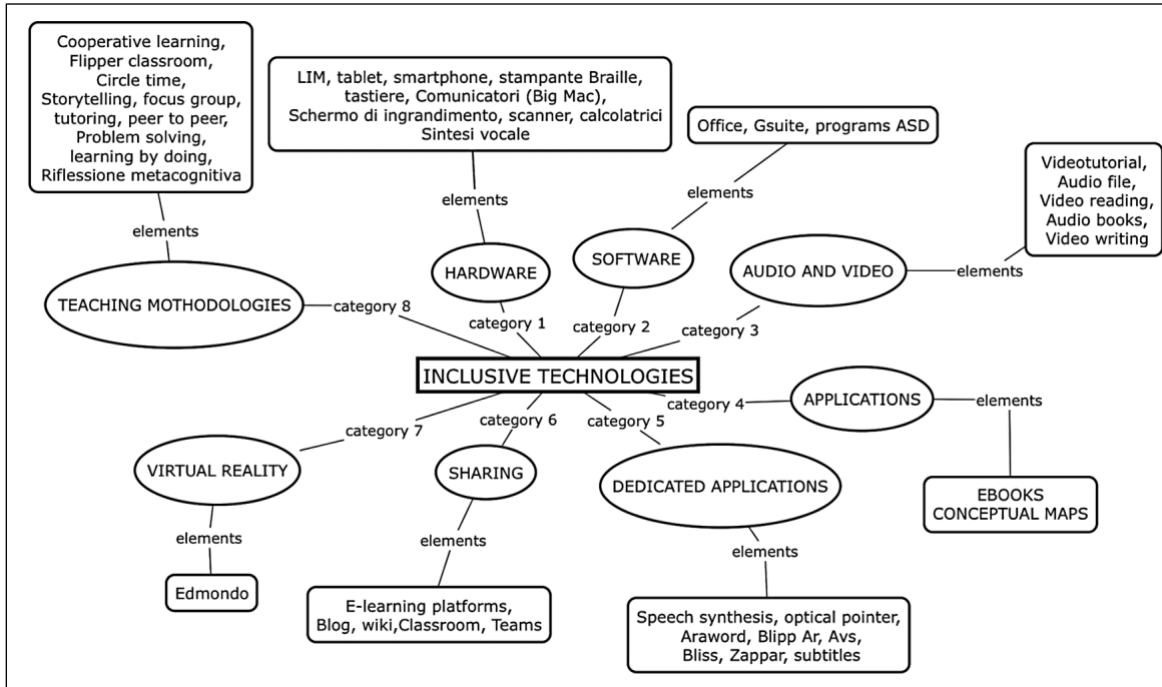 Cooperative learning,
Flipper classroom,
Circle time,
Storytelling, focus group,
tutoring, peer to peer,
Problem solving,
learning by doing,
Riflessione metacognitiva
elements
TEACHING MOTHODOLOGIES
category 8
LIM, tablet, smartphone, stampante Braille,
tastiere, Comunicatori (Big Mac),
Schermo di ingrandimento, scanner, calcolatrici
Sintesi vocale
elements
HARDWARE
category 1
Office, Gsuite, programs ASD
elements
SOFTWARE
category 2
Videotutorial,
Audio file,
Video reading,
Audio books,
Video writing
elements
AUDIO AND VIDEO
category 3
INCLUSIVE TECHNOLOGIES
category 4
APPLICATIONS
elements
EBOOKS
CONCEPTUAL MAPS
category 5
DEDICATED APPLICATIONS
elements
Speech synthesis, optical pointer,
Araword, Blipp Ar, Avs,
Bliss, Zappar, subtitles
category 6
SHARING
elements
E-learning platforms,
Blog, wiki,Classroom, Teams
category 7
VIRTUAL REALITY
elements
Edmondo